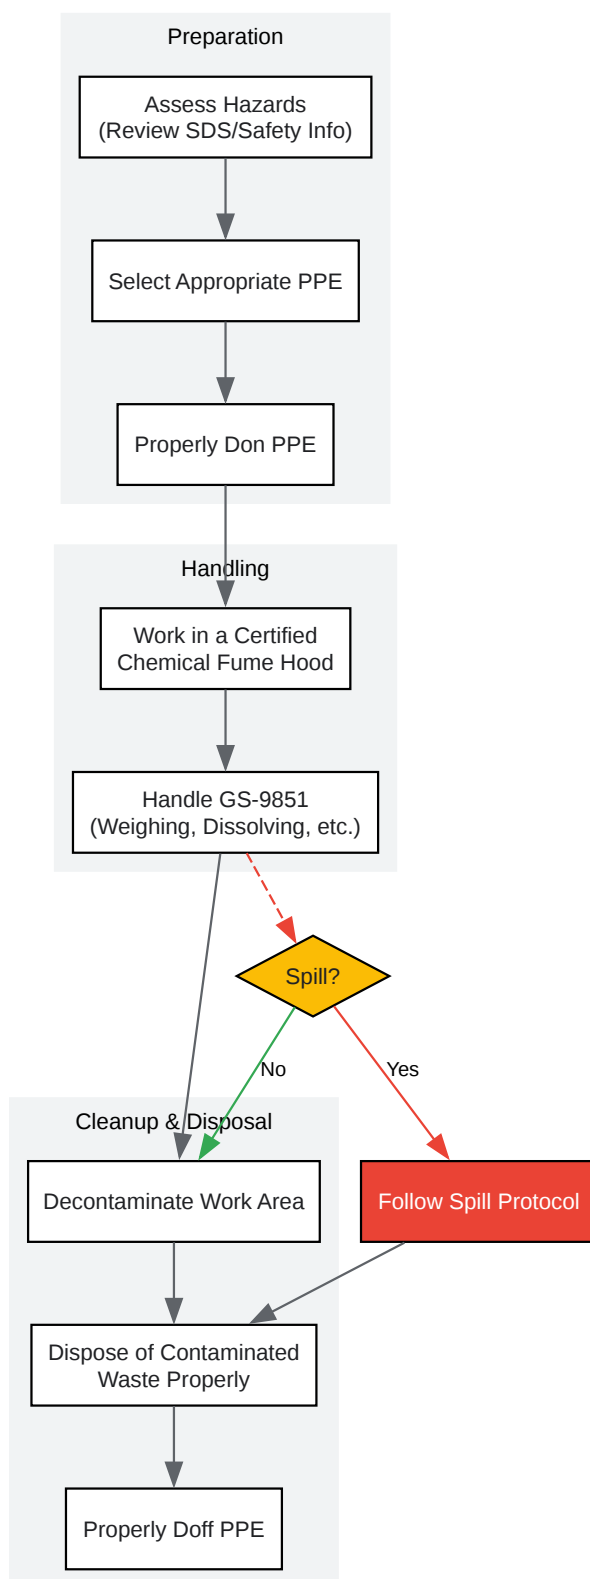 Preparation
Assess Hazards
(Review SDS/Safety Info)
Select Appropriate PPE
Properly Don PPE
Handling
Work in a Certified
Chemical Fume Hood
Handle GS-9851
(Weighing, Dissolving, etc.)
Spill?
No
Yes
Cleanup & Disposal
Decontaminate Work Area
Follow Spill Protocol
Dispose of Contaminated
Waste Properly
Properly Doff PPE